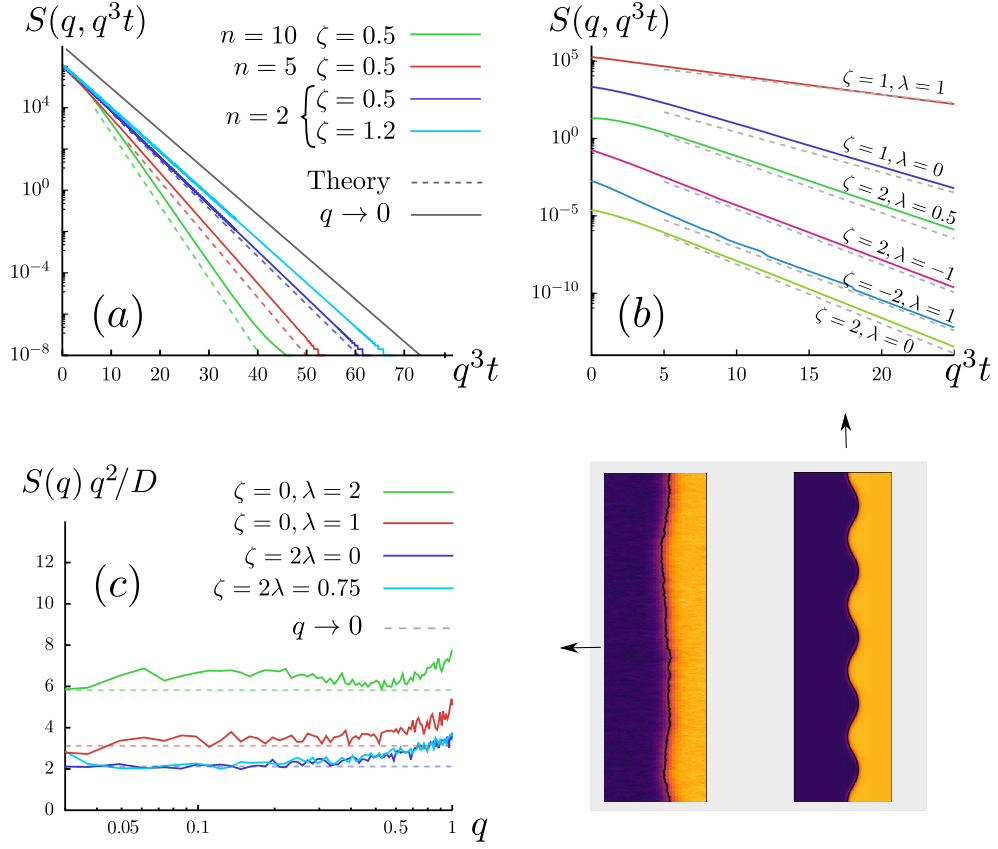 S(q, q³t)
n = 10 ζ = 0.5
n = 5 ζ = 0.5
n = 2 { ζ = 0.5
ζ = 1.2
Theory
q → 0
10⁴
10⁰
10⁻⁴
10⁻⁸
(a)
0 10 20 30 40 50 60 70
q³t
S(q, q³t)
10⁵
10⁰
10⁻⁵
10⁻¹⁰
ζ = 1, λ = 1
ζ = 1, λ = 0
ζ = 2, λ = 0.5
ζ = 2, λ = −1
ζ = −2, λ = 1
ζ = 2, λ = 0
(b)
0 5 10 15 20
q³t
S(q) q²/D
ζ = 0, λ = 2
ζ = 0, λ = 1
ζ = 2λ = 0
ζ = 2λ = 0.75
q → 0
(c)
12
10
8
6
4
2
0
0.05 0.1 0.5 1
q